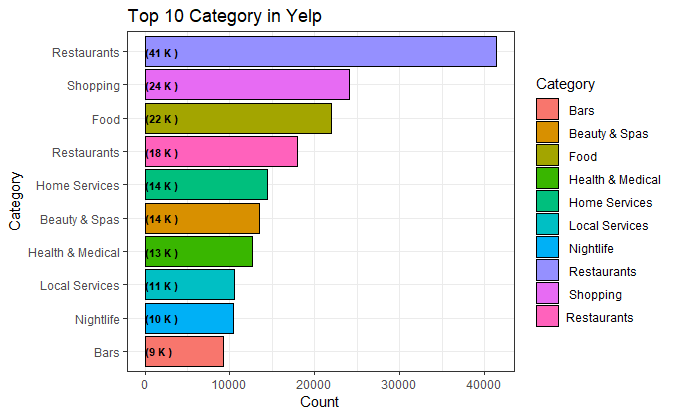 Top 10 Category in Yelp
Restaurants
(41 K )
Shopping
(24 K )
Food
(22 K )
Restaurants
(18 K )
Home Services
(14 K )
Beauty & Spas
(14 K )
Health & Medical
(13 K )
Local Services
(11 K )
Nightlife
(10 K )
Bars
(9 K )
0
10000
20000
30000
40000
Count
Category
Category
Bars
Beauty & Spas
Food
Health & Medical
Home Services
Local Services
Nightlife
Restaurants
Shopping
Restaurants